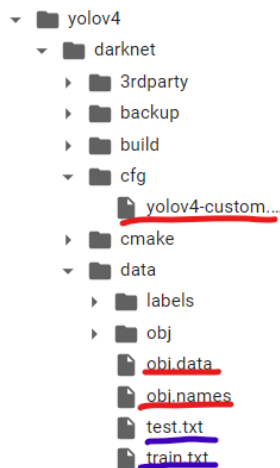 yolov4
darknet
3rdparty
backup
build
cfg
yolov4-custom...
cmake
data
labels
obj
obj.data
obj.names
test.txt
train.txt